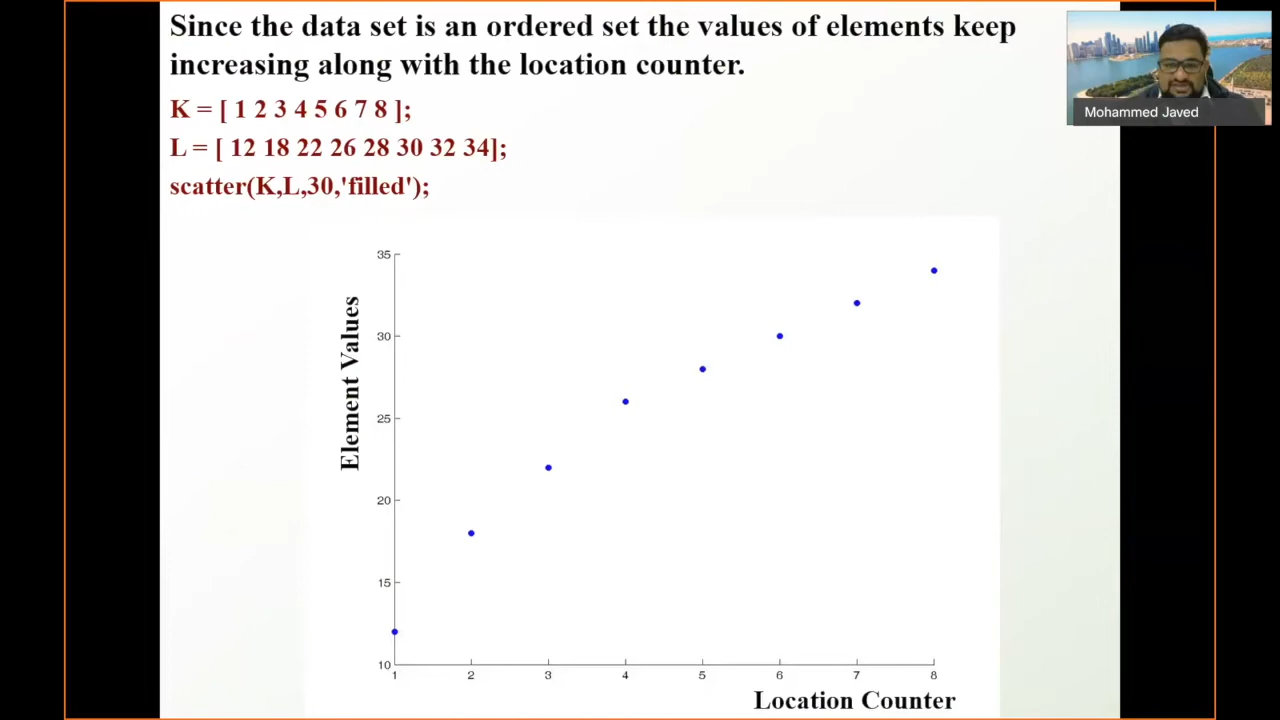 Since the data set is an ordered set the values of elements keep
increasing along with the location counter.
Mohammed Javed
K = [ 1 2 3 4 5 6 7 8 ];
L = [ 12 18 22 26 28 30 32 34];
scatter(K,L,30,'filled');
Element Values
35
30
25
20
15
10
1 2 3 4 5 6 7 8
Location Counter